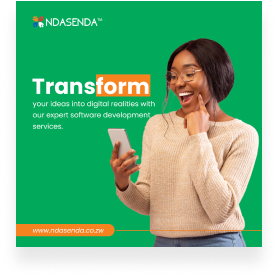 NDASENDA™
Transform
your ideas into digital realities with
our expert software development
services.
www.ndasenda.co.zw